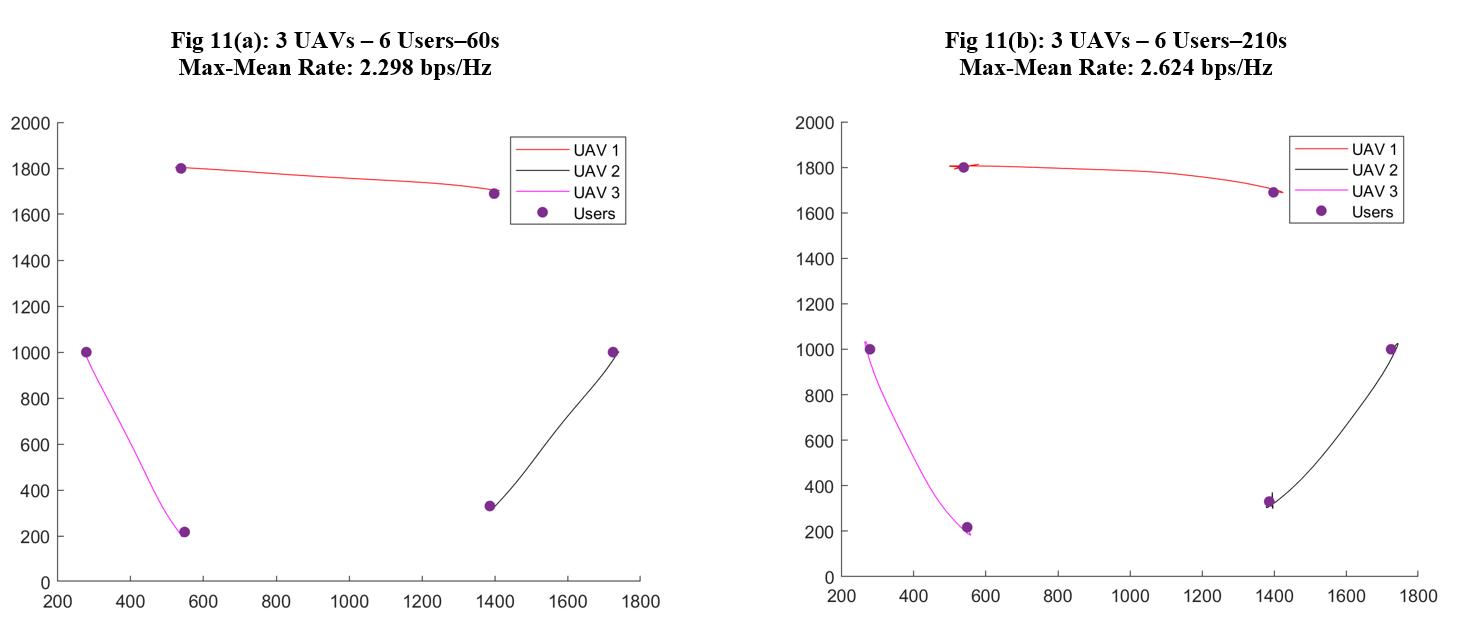 Fig 11(a): 3 UAVs – 6 Users–60s
Max-Mean Rate: 2.298 bps/Hz
2000
1800
1600
1400
1200
1000
800
600
400
200
0
200 400 600 800 1000 1200 1400 1600 1800
UAV 1
UAV 2
UAV 3
Users
Fig 11(b): 3 UAVs – 6 Users–210s
Max-Mean Rate: 2.624 bps/Hz
2000
1800
1600
1400
1200
1000
800
600
400
200
0
200 400 600 800 1000 1200 1400 1600 1800
UAV 1
UAV 2
UAV 3
Users